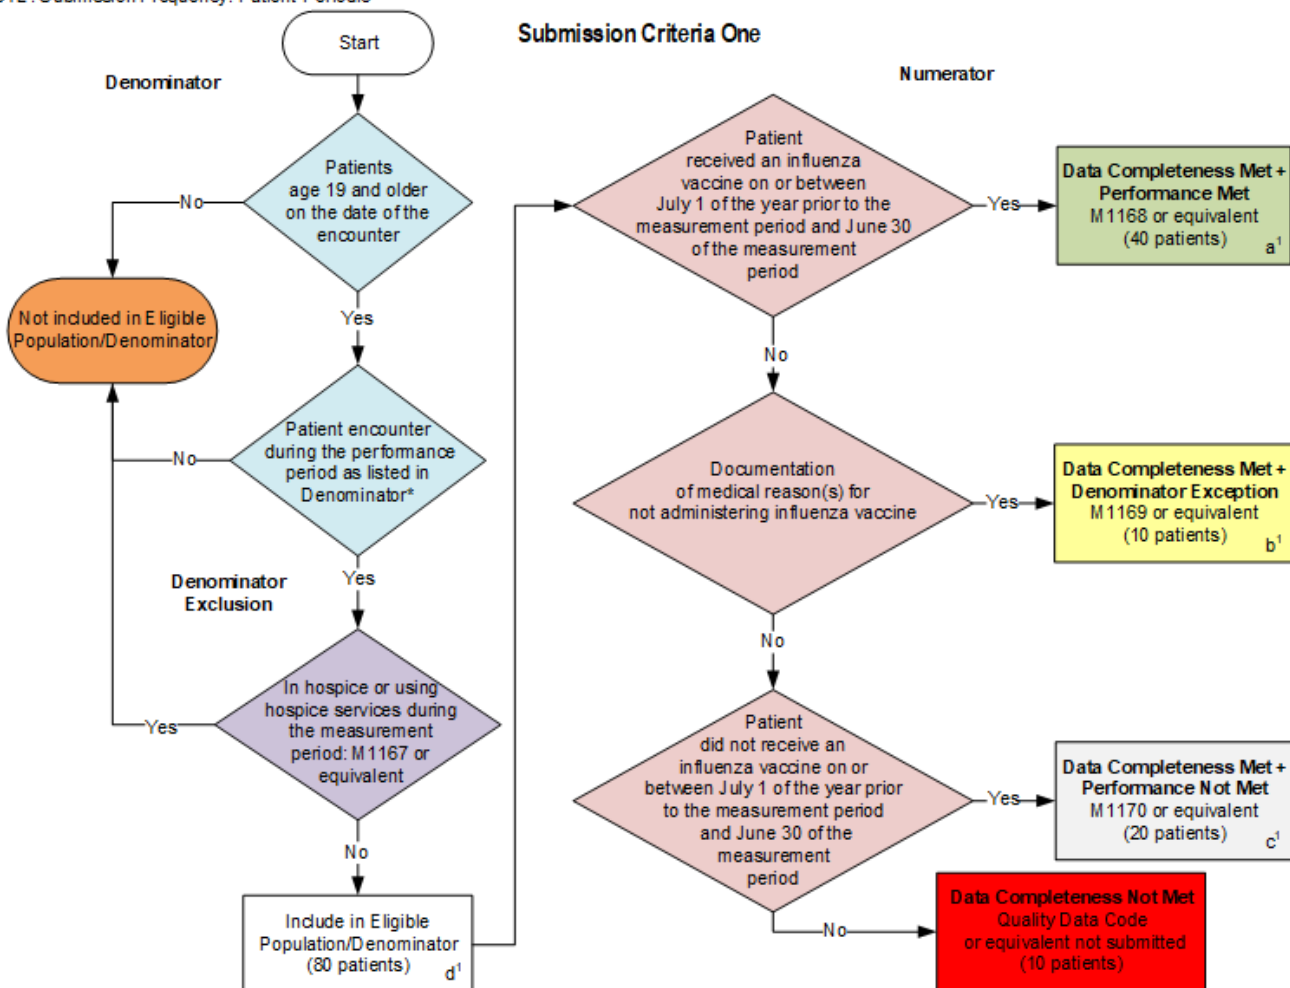 Submission Frequency: Patient-Periodic
Submission Criteria One
Start
Denominator
Numerator
Patients
age 19 and older
on the date of the
encounter
No
Not included in Eligible
Population/Denominator
Yes
Patient encounter
during the performance
period as listed in
Denominator*
No
Yes
Denominator
Exclusion
In hospice or using
hospice services during
the measurement
period: M1167 or
equivalent
Yes
No
Include in Eligible
Population/Denominator
(80 patients)
d¹
Patient
received an influenza
vaccine on or between
July 1 of the year prior to the
measurement period and June 30
of the measurement
period
Yes
Data Completeness Met +
Performance Met
M1168 or equivalent
(40 patients)
a¹
No
Documentation
of medical reason(s) for
not administering influenza vaccine
Yes
Data Completeness Met +
Denominator Exception
M1169 or equivalent
(10 patients)
b¹
No
Patient
did not receive an
influenza vaccine on or
between July 1 of the year prior
to the measurement period
and June 30 of the
measurement
period
Yes
Data Completeness Met +
Performance Not Met
M1170 or equivalent
(20 patients)
c¹
No
Data Completeness Not Met
Quality Data Code
or equivalent not submitted
(10 patients)